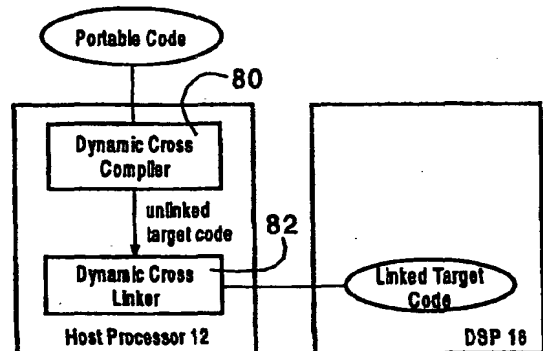 Portable Code
80
Dynamic Cross
Compiler
unlinked
target code
82
Dynamic Cross
Linker
Linked Target
Code
Host Processor 12
DSP 18